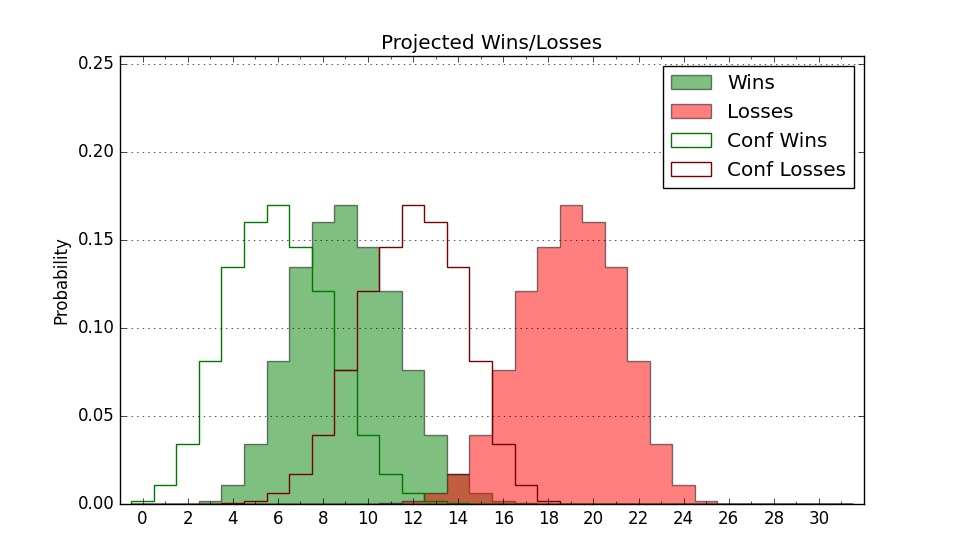 Projected Wins/Losses
0.25
0.20
0.15
0.10
0.05
0.00
Probability
Wins
Losses
Conf Wins
Conf Losses
0 2 4 6 8 10 12 14 16 18 20 22 24 26 28 30